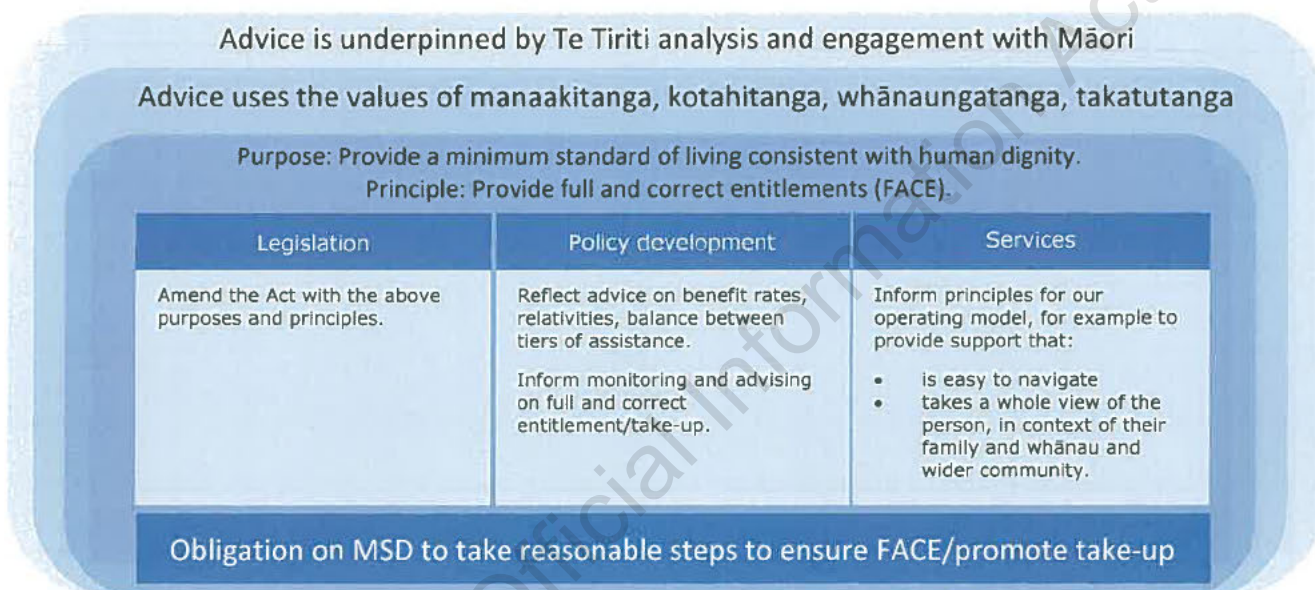 Advice is underpinned by Te Tiriti analysis and engagement with Māori
Advice uses the values of manaakitanga, kotahitanga, whānaungatanga, takatutanga
Purpose: Provide a minimum standard of living consistent with human dignity.
Principle: Provide full and correct entitlements (FACE).
Legislation
Amend the Act with the above
purposes and principles.
Policy development
Reflect advice on benefit rates,
relativities, balance between
tiers of assistance.
Inform monitoring and advising
on full and correct
entitlement/take-up.
Services
Inform principles for our
operating model, for example to
provide support that:
• is easy to navigate
• takes a whole view of the
person, in context of their
family and whānau and
wider community.
Obligation on MSD to take reasonable steps to ensure FACE/promote take-up
Official Information Act